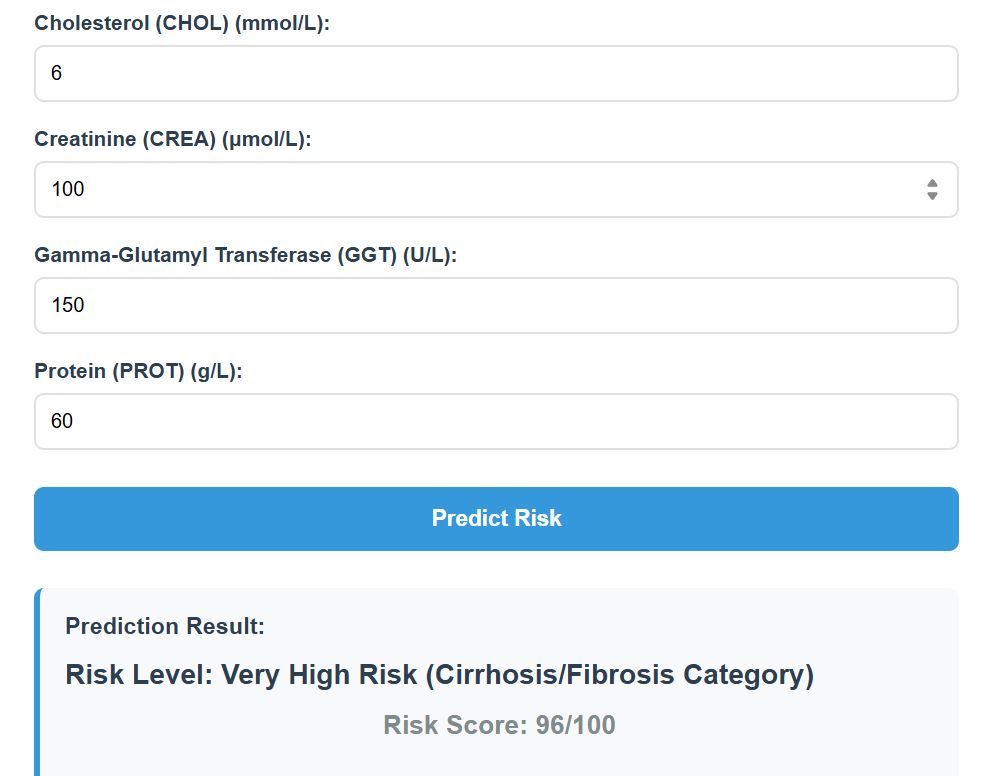 Cholesterol (CHOL) (mmol/L):
6
Creatinine (CREA) (µmol/L):
100
Gamma-Glutamyl Transferase (GGT) (U/L):
150
Protein (PROT) (g/L):
60
Predict Risk
Prediction Result:
Risk Level: Very High Risk (Cirrhosis/Fibrosis Category)
Risk Score: 96/100